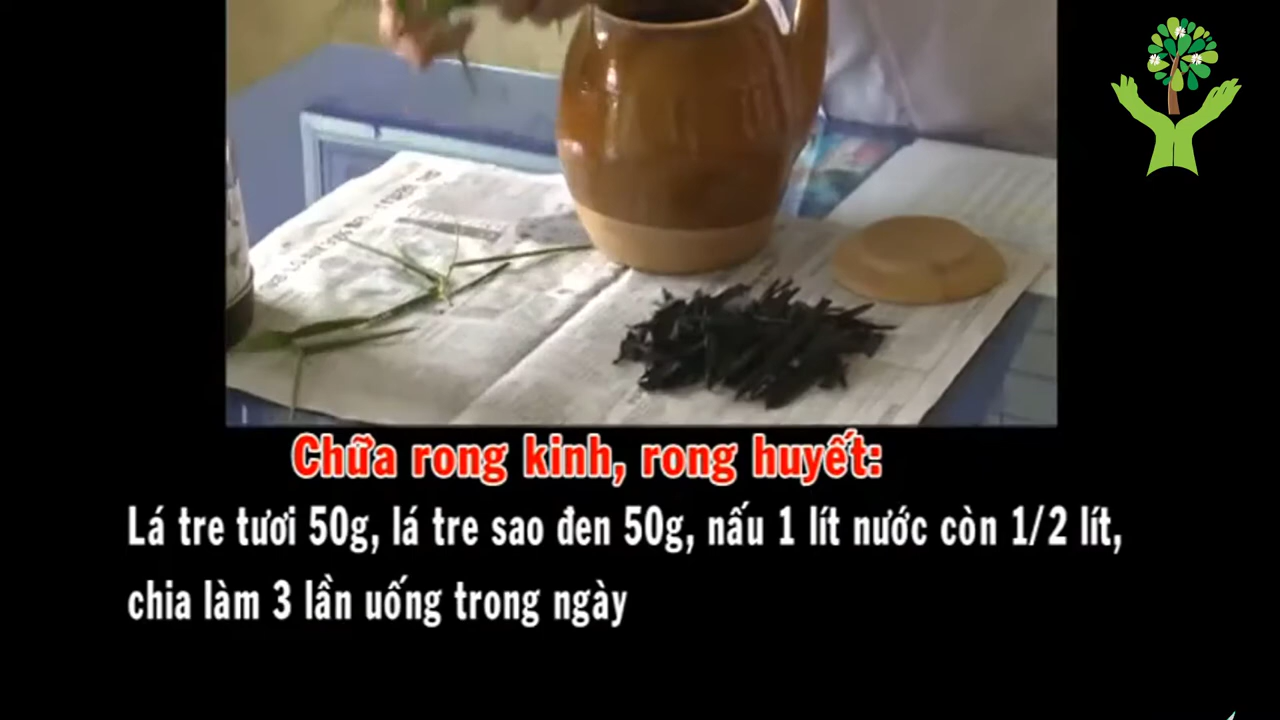 Chữa rong kinh, rong huyết:
Lá tre tươi 50g, lá tre sao đen 50g, nấu 1 lít nước còn 1/2 lít,
chia làm 3 lần uống trong ngày